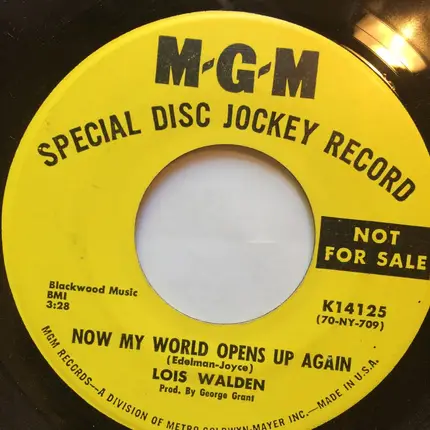 M-G-M
SPECIAL DISC JOCKEY RECORD
NOT
FOR SALE
Blackwood Music
BMI
3:28
K14125
(70-NY-709)
NOW MY WORLD OPENS UP AGAIN
(Edelman-Joyce)
LOIS WALDEN
Prod. By George Grant
MGM RECORDS—A DIVISION OF METRO-GOLDWYN-MAYER INC.—MADE IN U.S.A.